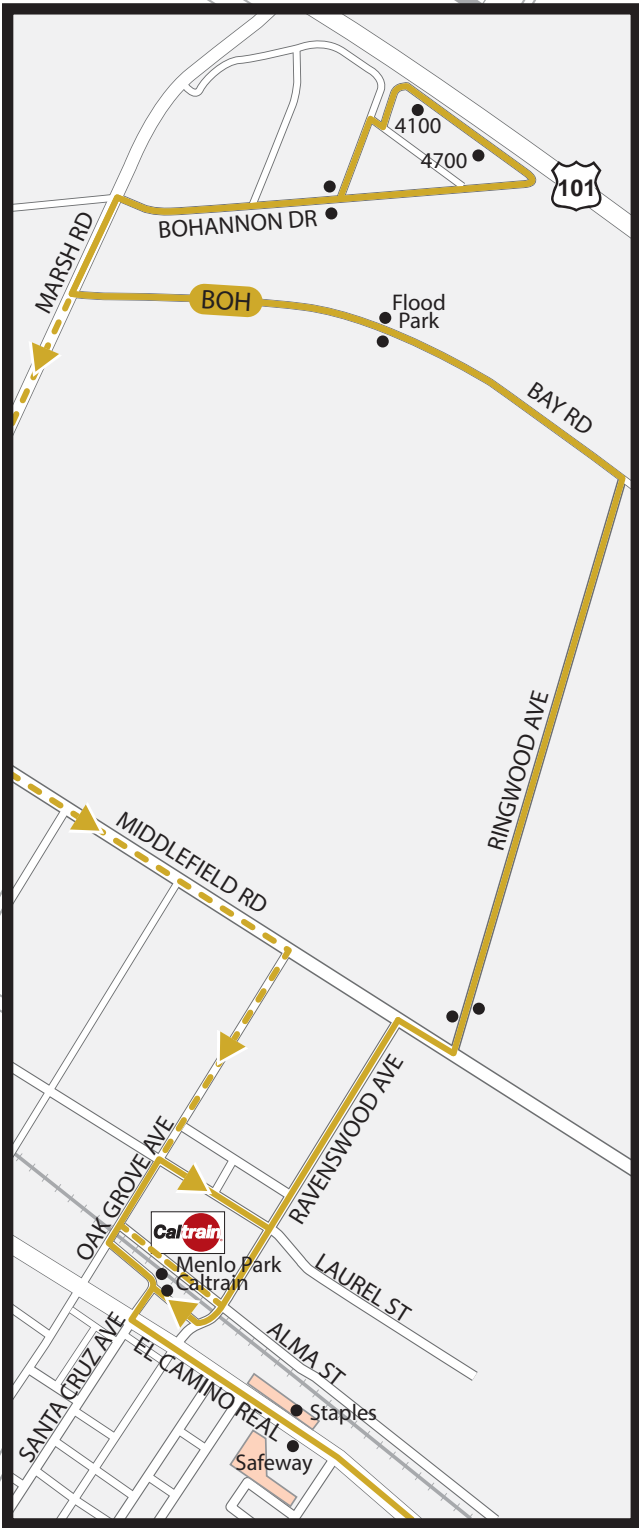 4100
4700
101
BOHANNON DR
MARSH RD
BOH
Flood
Park
BAY RD
RINGWOOD AVE
MIDDLEFIELD RD
RAVENSWOOD AVE
OAK GROVE AVE
Caltrain
Menlo Park
Caltrain
LAUREL ST
ALMA ST
SANTA CRUZ AVE
EL CAMINO REAL
Staples
Safeway